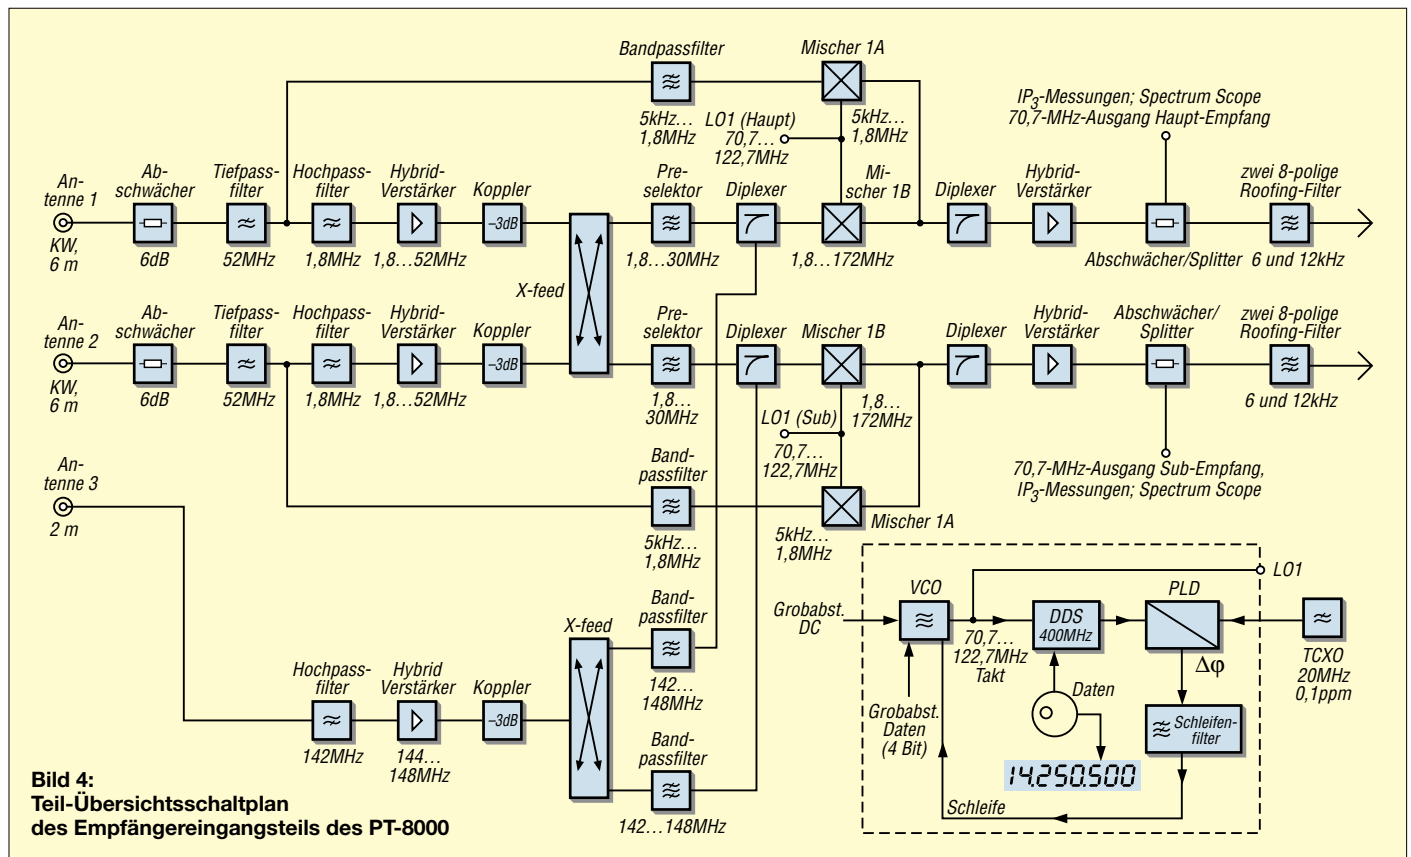 Bandpassfilter
Mischer 1A
5kHz…
1,8MHz
LO1 (Haupt)
70,7…
122,7MHz
5kHz…
1,8MHz
IP3-Messungen; Spectrum Scope
70,7-MHz-Ausgang Haupt-Empfang
An-
tenne 1
KW,
6 m
Ab-
schwächer
6dB
Tiefpass-
filter
52MHz
Hochpass-
filter
1,8MHz
Hybrid-
Verstärker
1,8…52MHz
Koppler
–3dB
X-feed
Pre-
selektor
1,8…30MHz
Diplexer
Mi-
scher 1B
1,8…172MHz
Diplexer
Hybrid-
Verstärker
Abschwächer/Splitter
zwei 8-polige
Roofing-Filter
6 und 12kHz
An-
tenne 2
KW,
6 m
Ab-
schwächer
6dB
Tiefpass-
filter
52MHz
Hochpass-
filter
1,8MHz
Hybrid-
Verstärker
1,8…52MHz
Koppler
–3dB
Pre-
selektor
1,8…
30MHz
Diplexer
Mischer 1B
1,8…
172MHz
LO1 (Sub)
70,7…
122,7MHz
Diplexer
Hybrid-
Verstärker
Abschwächer/
Splitter
zwei 8-polige
Roofing-Filter
6 und 12kHz
70,7-MHz-Ausgang Sub-Empfang,
IP3-Messungen; Spectrum Scope
Band-
passfilter
5kHz…
1,8MHz
5kHz…
1,8MHz
Mischer 1A
An-
tenne 3
2 m
Hochpass-
filter
142MHz
Hybrid
Verstärker
144…
148MHz
Koppler
–3dB
X-feed
Band-
passfilter
142…
148MHz
Band-
passfilter
142…148MHz
Grobabst.
DC
VCO
Grobabst.
Daten
(4 Bit)
70,7…
122,7MHz
Takt
DDS
400MHz
PLD
Δφ
LO1
TCXO
20MHz
0,1ppm
Daten
14.250.500
Schleifen-
filter
Schleife
Bild 4:
Teil-Übersichtsschaltplan
des Empfängereingangsteils des PT-8000